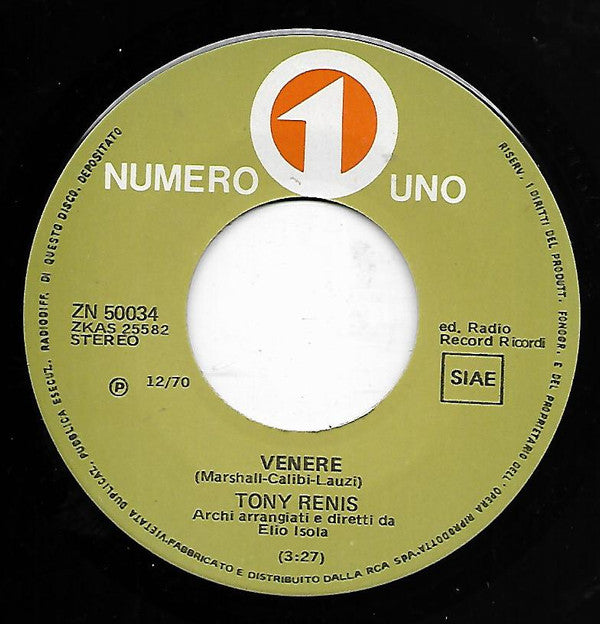 1
NUMERO UNO
ZN 50034
ZKAS 25582
STEREO
Ⓟ 12/70
ed. Radio
Record Ricordi
SIAE
VENERE
(Marshall-Calibi-Lauzi)
TONY RENIS
Archi arrangiati e diretti da
Elio Isola
(3:27)
RISERV. I DIRITTI DEL PRODUTT. FONOGR. E DEL PROPRIETARIO DELL'OPERA RIPRODOTTA. VIETATA DUPLICAZ. PUBBLICA ESECUZ. RADIODIFF. DI QUESTO DISCO. DEPOSITATO
FABBRICATO E DISTRIBUITO DALLA RCA SpA.